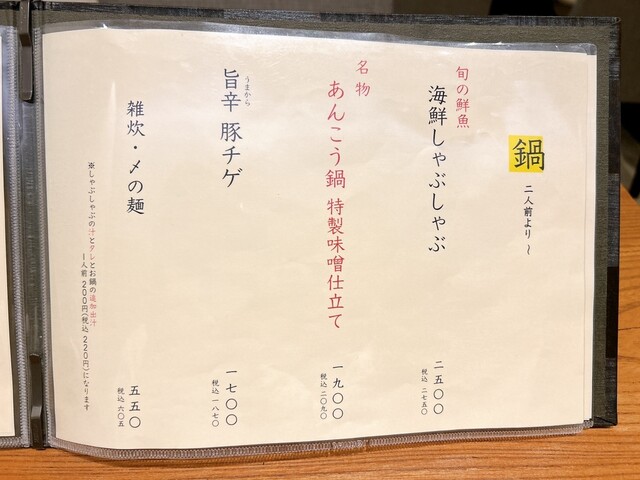 鍋 二人前より〜
旬の鮮魚
海鮮しゃぶしゃぶ
二五〇〇
税込 二七五〇
名物
あんこう鍋 特製味噌仕立て
一九〇〇
税込 二〇九〇
うまから
旨辛 豚チゲ
一七〇〇
税込 一八七〇
雑炊・〆の麺
五五〇
税込 六〇五
※しゃぶしゃぶの汁とタレとお鍋の追加出汁
一人前 200円(税込 220円)になります